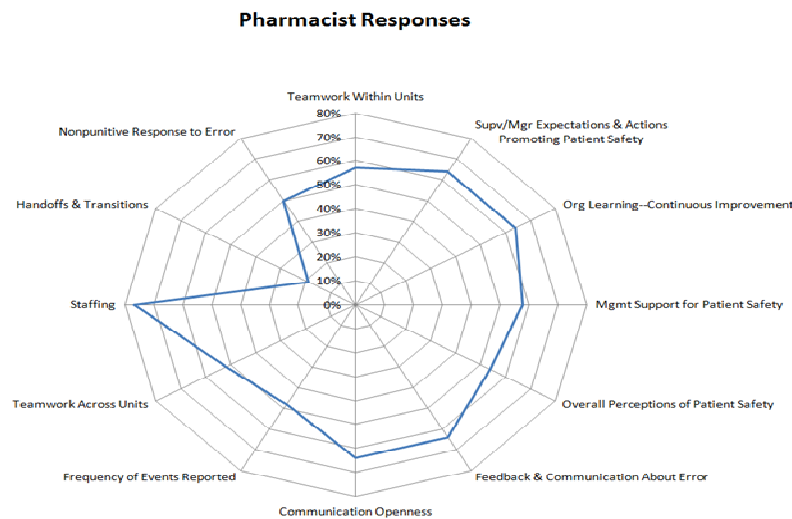 Pharmacist Responses
Teamwork Within Units
80%
70%
60%
50%
40%
30%
20%
10%
0%
Supv/Mgr Expectations & Actions
Promoting Patient Safety
Org Learning--Continuous Improvement
Mgmt Support for Patient Safety
Overall Perceptions of Patient Safety
Feedback & Communication About Error
Communication Openness
Frequency of Events Reported
Teamwork Across Units
Staffing
Handoffs & Transitions
Nonpunitive Response to Error